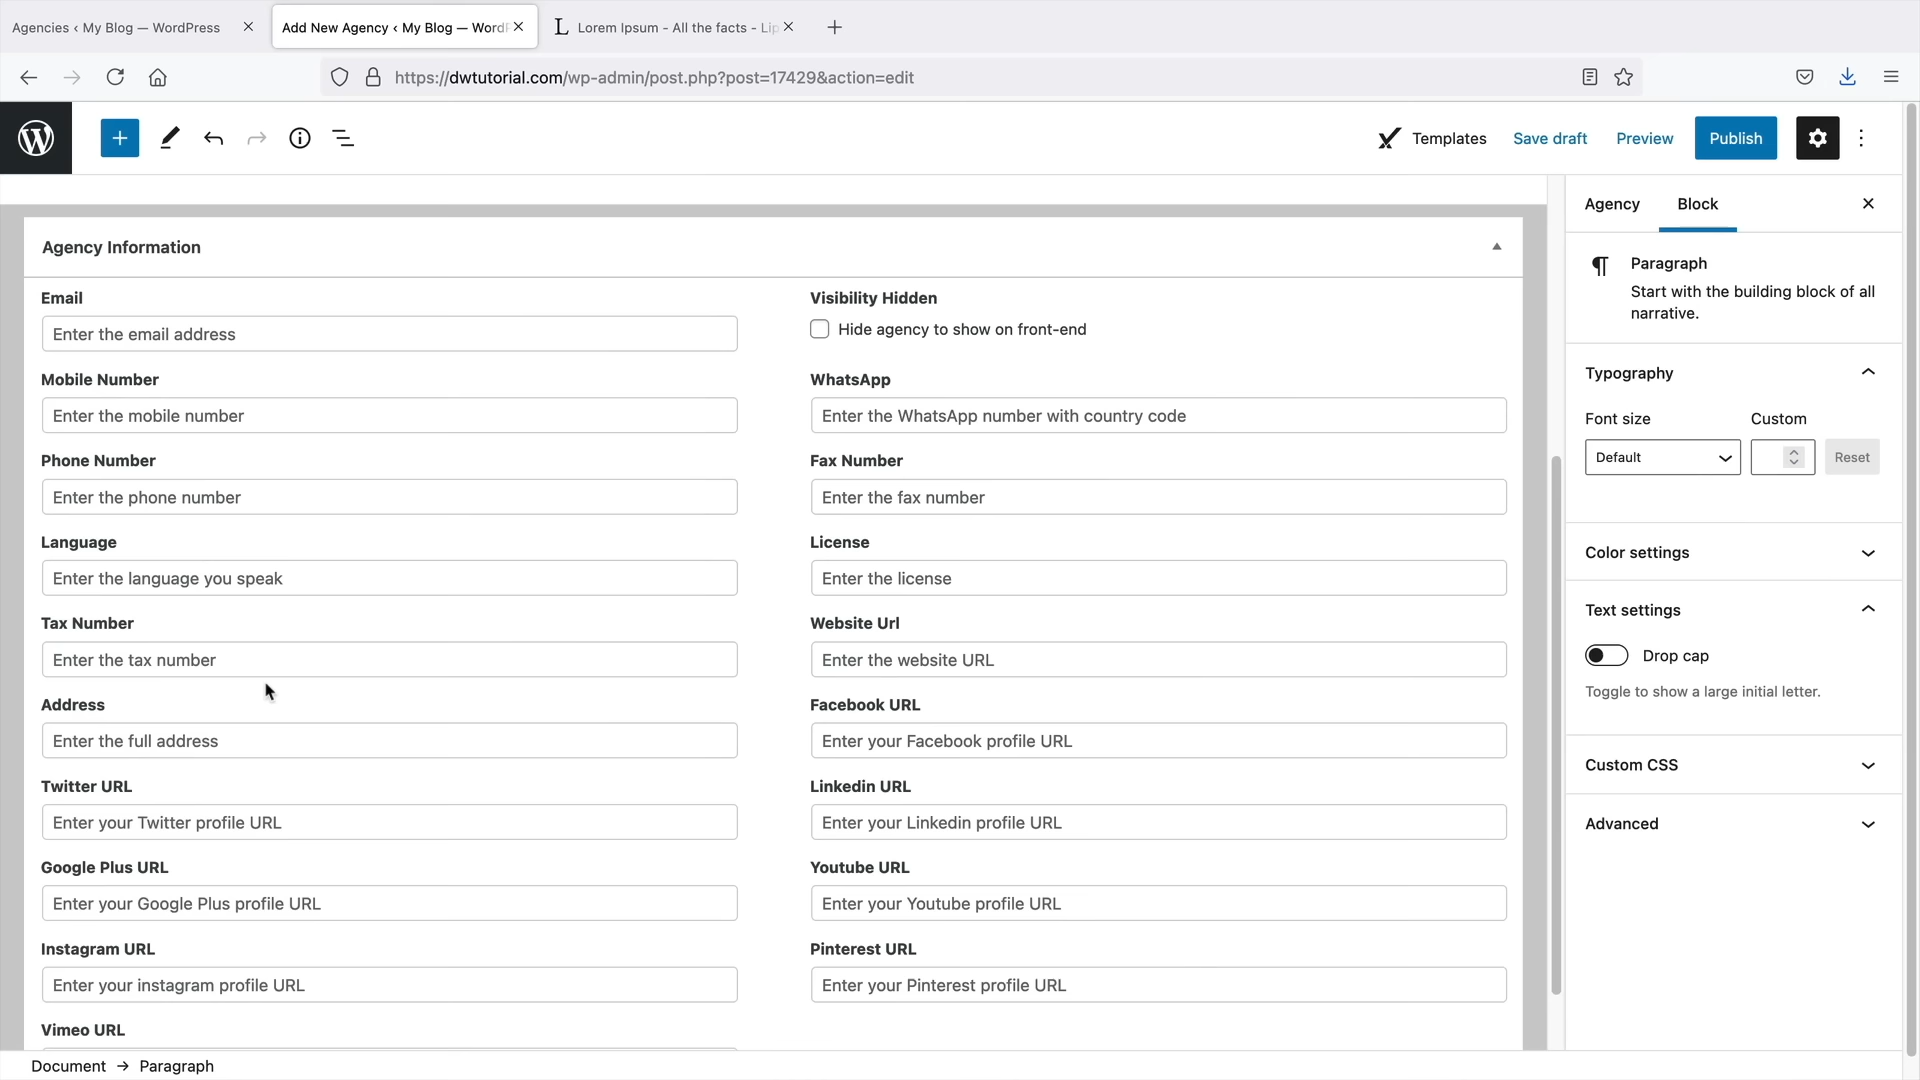 Agencies ‹ My Blog — WordPress
Add New Agency ‹ My Blog — Word
Lorem Ipsum - All the facts - Lip
https://dwtutorial.com/wp-admin/post.php?post=17429&action=edit
Templates
Save draft
Preview
Publish
Agency
Block
Paragraph
Start with the building block of all
narrative.
Typography
Font size
Custom
Default
Reset
Color settings
Text settings
Drop cap
Toggle to show a large initial letter.
Custom CSS
Advanced
Agency Information
Email
Enter the email address
Visibility Hidden
Hide agency to show on front-end
Mobile Number
Enter the mobile number
WhatsApp
Enter the WhatsApp number with country code
Phone Number
Enter the phone number
Fax Number
Enter the fax number
Language
Enter the language you speak
License
Enter the license
Tax Number
Enter the tax number
Website Url
Enter the website URL
Address
Enter the full address
Facebook URL
Enter your Facebook profile URL
Twitter URL
Enter your Twitter profile URL
Linkedin URL
Enter your Linkedin profile URL
Google Plus URL
Enter your Google Plus profile URL
Youtube URL
Enter your Youtube profile URL
Instagram URL
Enter your instagram profile URL
Pinterest URL
Enter your Pinterest profile URL
Vimeo URL
Document → Paragraph